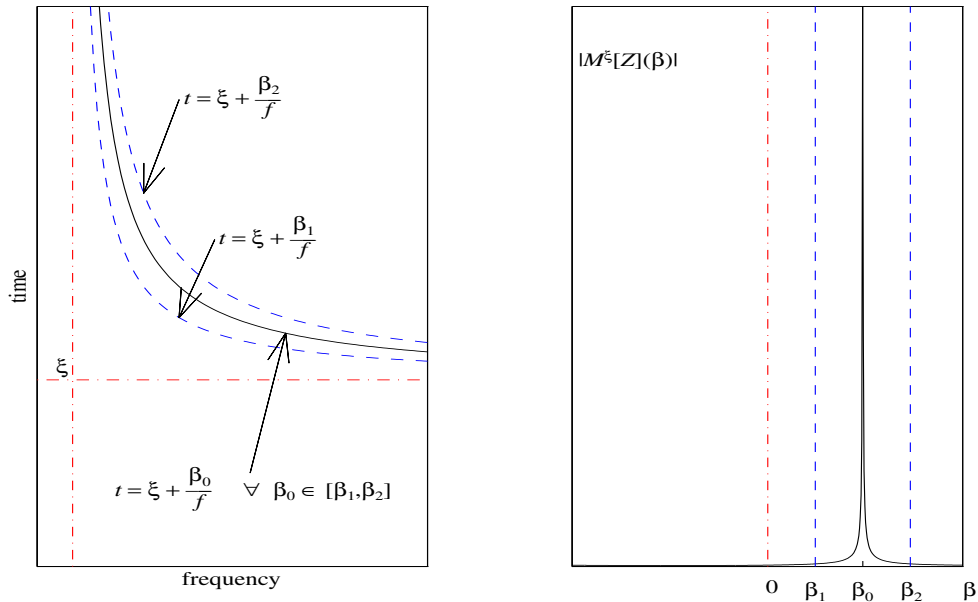 t = ξ + β₂/f
t = ξ + β₁/f
time
ξ
t = ξ + β₀/f ∀ β₀ ∈ [β₁,β₂]
frequency
|M^ξ[Z](β)|
0 β₁ β₀ β₂ β